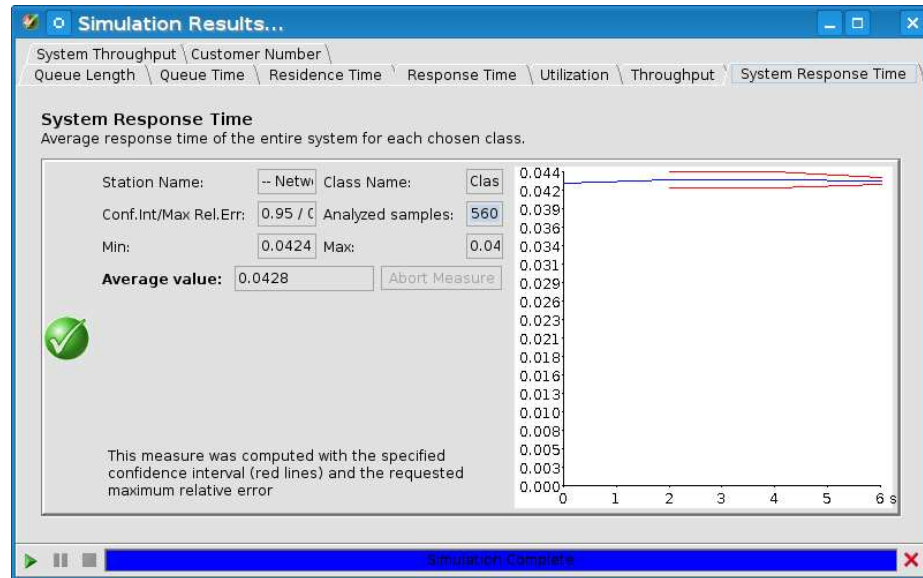 Simulation Results...
System Throughput Customer Number
Queue Length Queue Time Residence Time Response Time Utilization Throughput System Response Time
System Response Time
Average response time of the entire system for each chosen class.
Station Name: -- Netw Class Name: Clas
Conf.Int/Max Rel.Err: 0.95 / 0 Analyzed samples: 560
Min: 0.0424 Max: 0.04
Average value: 0.0428 Abort Measure
This measure was computed with the specified
confidence interval (red lines) and the requested
maximum relative error
0.044
0.042
0.039
0.036
0.034
0.031
0.029
0.026
0.023
0.021
0.018
0.016
0.013
0.010
0.008
0.005
0.003
0.000
0 1 2 3 4 5 6 s
Simulation Complete